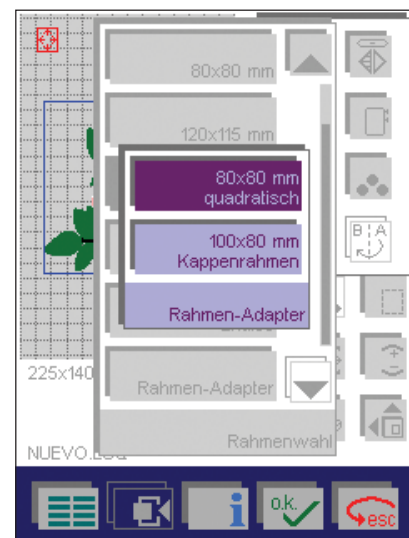 80x80 mm
120x115 mm
80x80 mm
quadratisch
100x80 mm
Kappenrahmen
Rahmen-Adapter
Rahmen-Adapter
Rahmenwahl
225x140
NUEVO.
B A
i
o.k.
esc